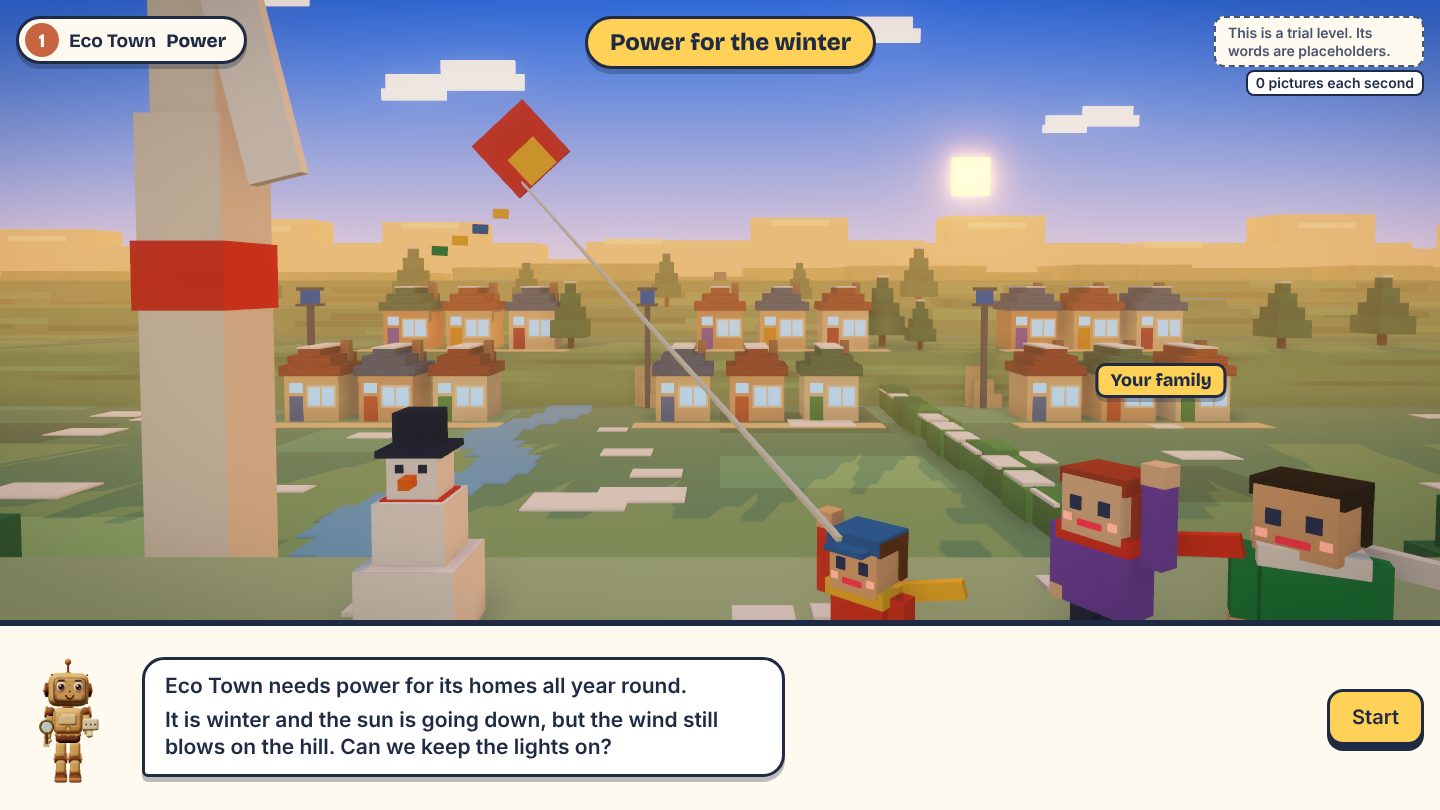 1 Eco Town Power
Power for the winter
This is a trial level. Its
words are placeholders.
0 pictures each second
Your family
Eco Town needs power for its homes all year round.
It is winter and the sun is going down, but the wind still
blows on the hill. Can we keep the lights on?
Start